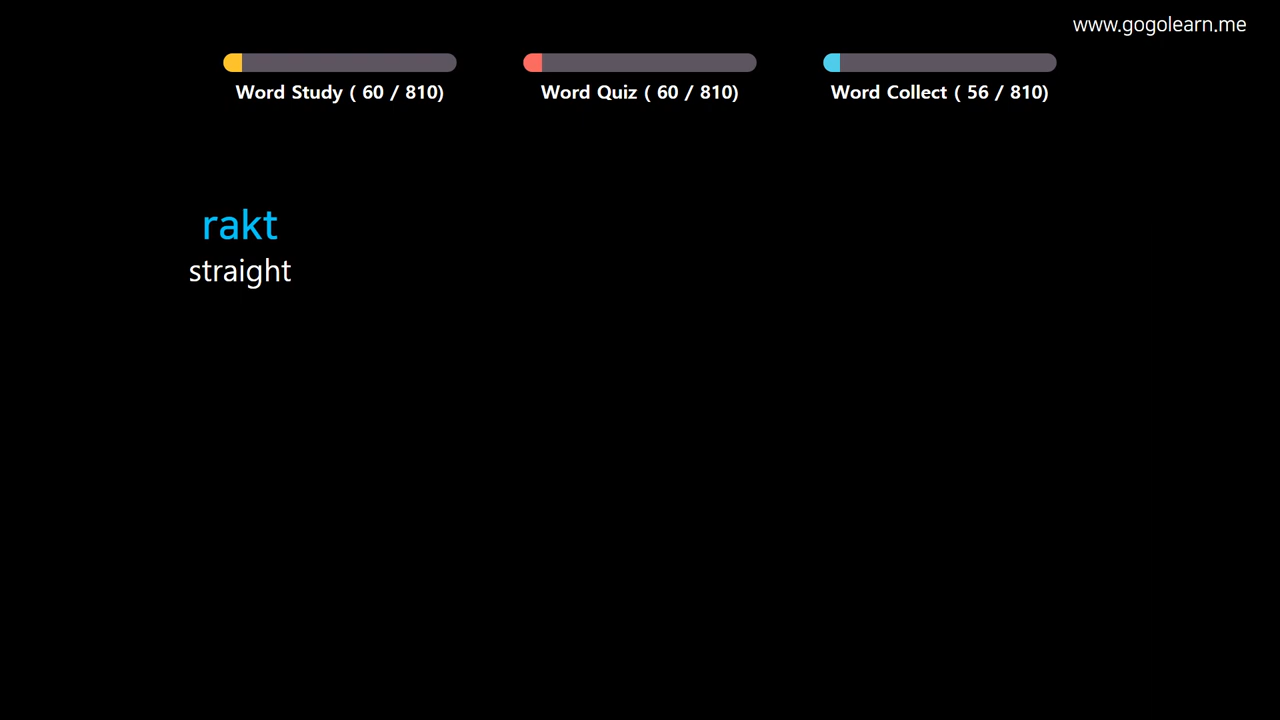 www.gogolearn.me
Word Study ( 60 / 810)
Word Quiz ( 60 / 810)
Word Collect ( 56 / 810)
rakt
straight